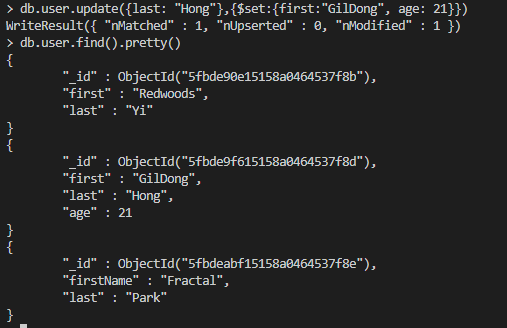 > db.user.update({last: "Hong"},{$set:{first:"GilDong", age: 21}})
WriteResult({ "nMatched" : 1, "nUpserted" : 0, "nModified" : 1 })
> db.user.find().pretty()
{
        "_id" : ObjectId("5fbde90e15158a0464537f8b"),
        "first" : "Redwoods",
        "last" : "Yi"
}
{
        "_id" : ObjectId("5fbde9f615158a0464537f8d"),
        "first" : "GilDong",
        "last" : "Hong",
        "age" : 21
}
{
        "_id" : ObjectId("5fbdeabf15158a0464537f8e"),
        "firstName" : "Fractal",
        "last" : "Park"
}